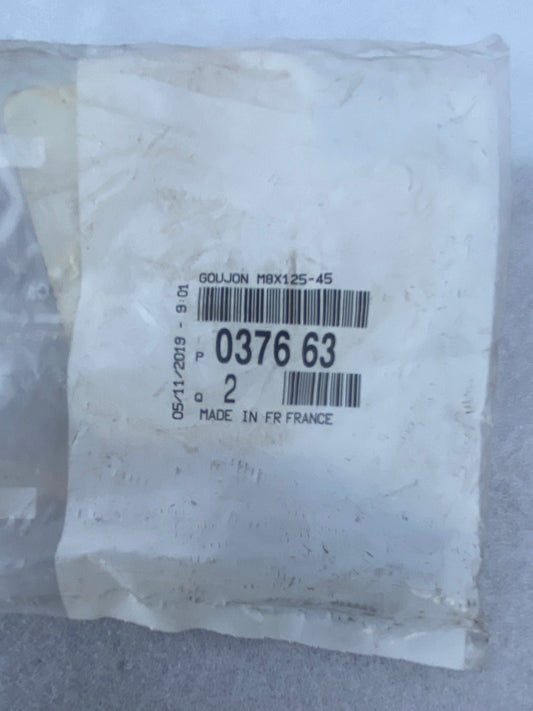 GOUJON M8X125-45
05/11/2019 - 9:01
P 0376 63
Q 2
MADE IN FR FRANCE